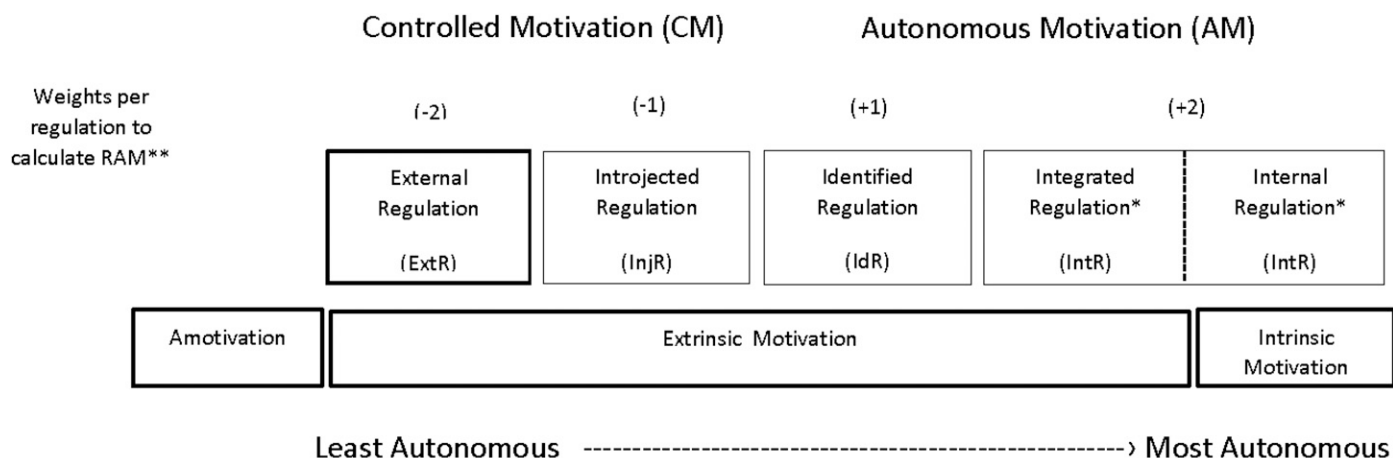 Controlled Motivation (CM)
Autonomous Motivation (AM)
Weights per
regulation to
calculate RAM**
(-2)
(-1)
(+1)
(+2)
External
Regulation
(ExtR)
Introjected
Regulation
(InjR)
Identified
Regulation
(IdR)
Integrated
Regulation*
(IntR)
Internal
Regulation*
(IntR)
Amotivation
Extrinsic Motivation
Intrinsic
Motivation
Least Autonomous
Most Autonomous